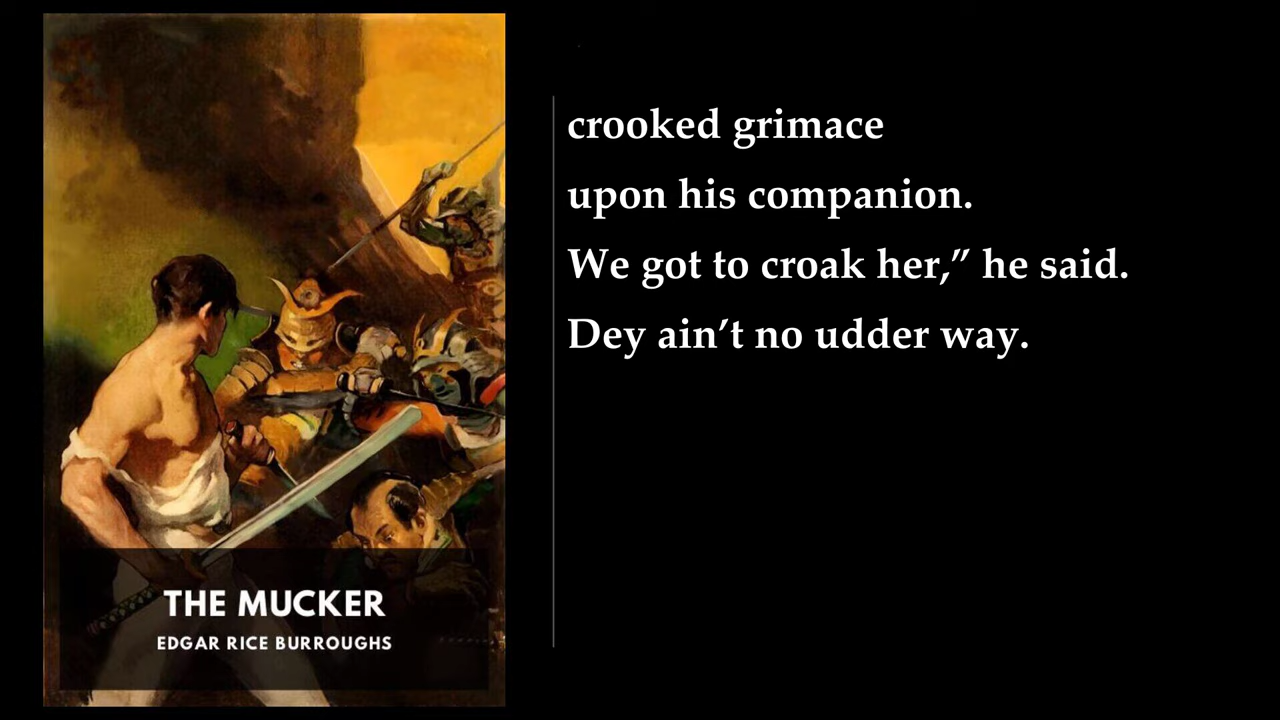 crooked grimace
upon his companion.
We got to croak her,” he said.
Dey ain’t no udder way.
THE MUCKER
EDGAR RICE BURROUGHS